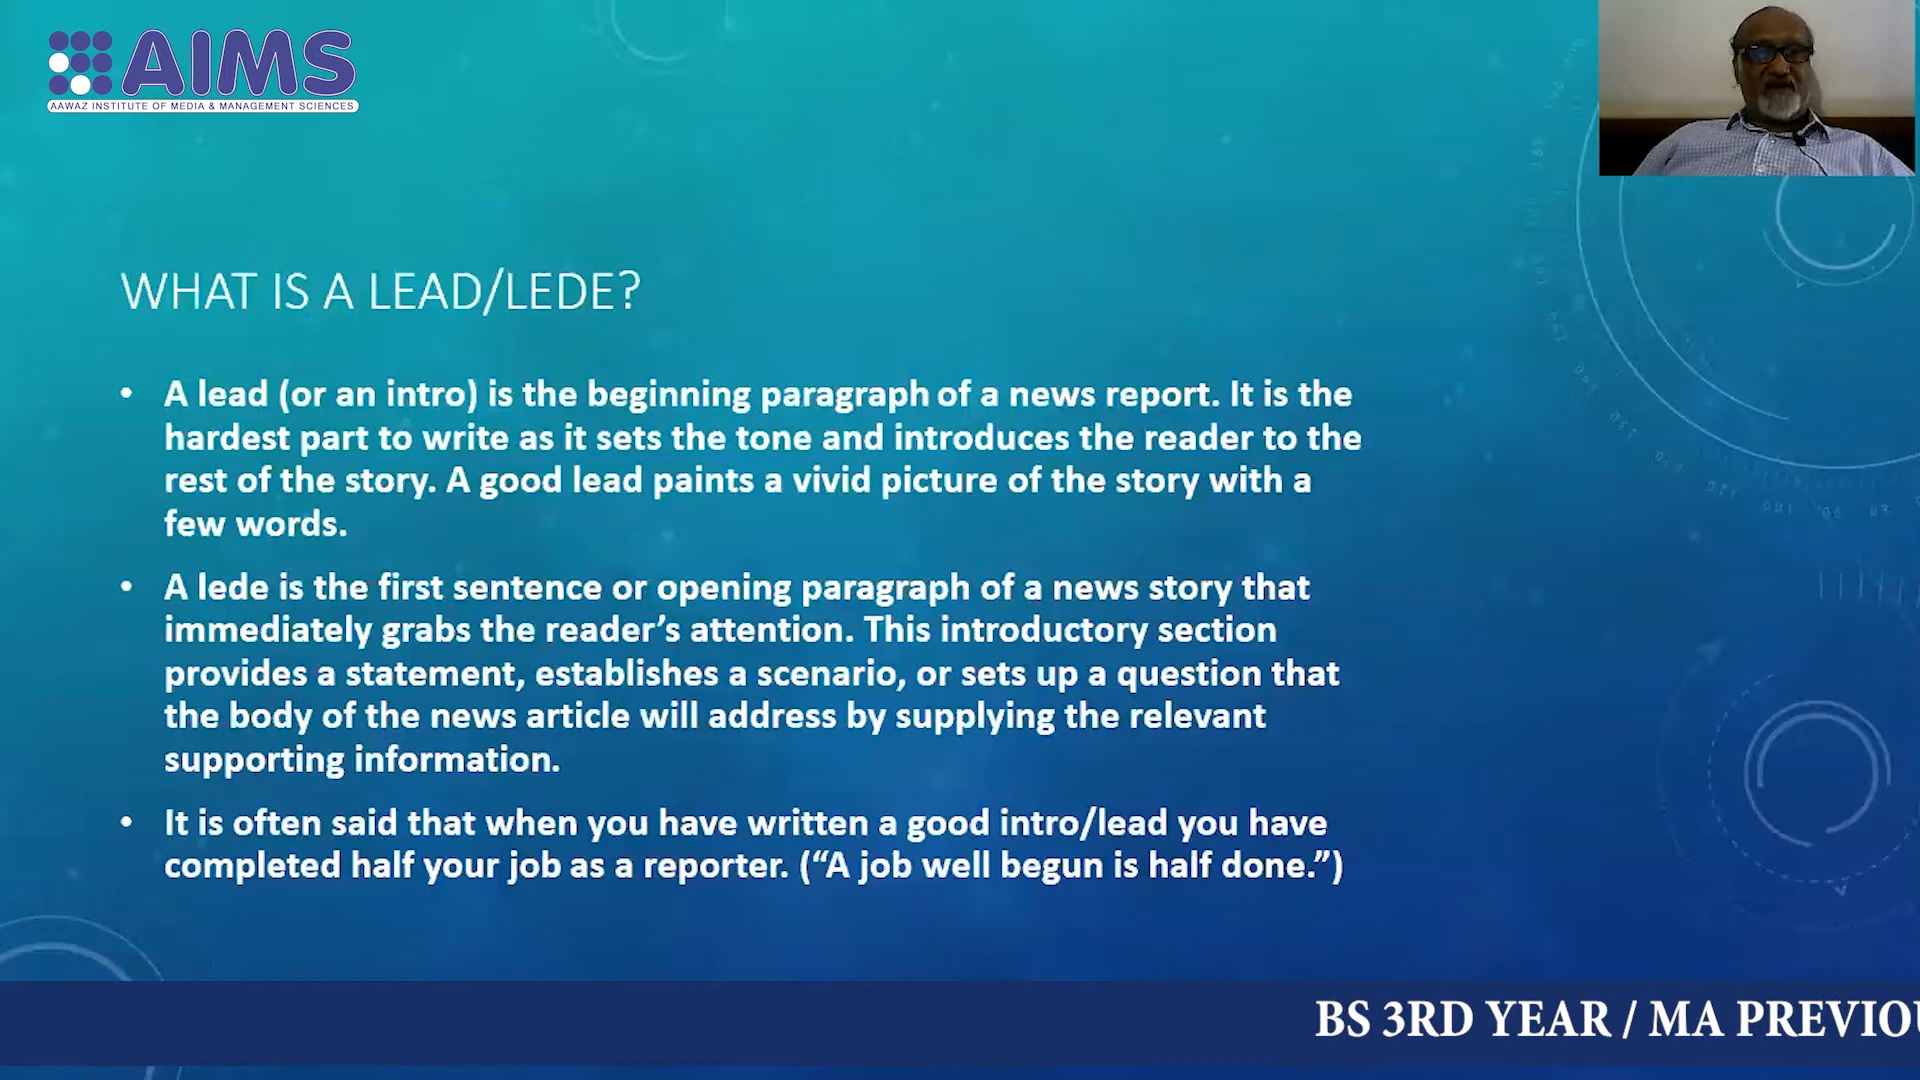 AIMS
AAWAZ INSTITUTE OF MEDIA & MANAGEMENT SCIENCES
WHAT IS A LEAD/LEDE?
• A lead (or an intro) is the beginning paragraph of a news report. It is the
hardest part to write as it sets the tone and introduces the reader to the
rest of the story. A good lead paints a vivid picture of the story with a
few words.
• A lede is the first sentence or opening paragraph of a news story that
immediately grabs the reader’s attention. This introductory section
provides a statement, establishes a scenario, or sets up a question that
the body of the news article will address by supplying the relevant
supporting information.
• It is often said that when you have written a good intro/lead you have
completed half your job as a reporter. (“A job well begun is half done.”)
BS 3RD YEAR / MA PREVIOU